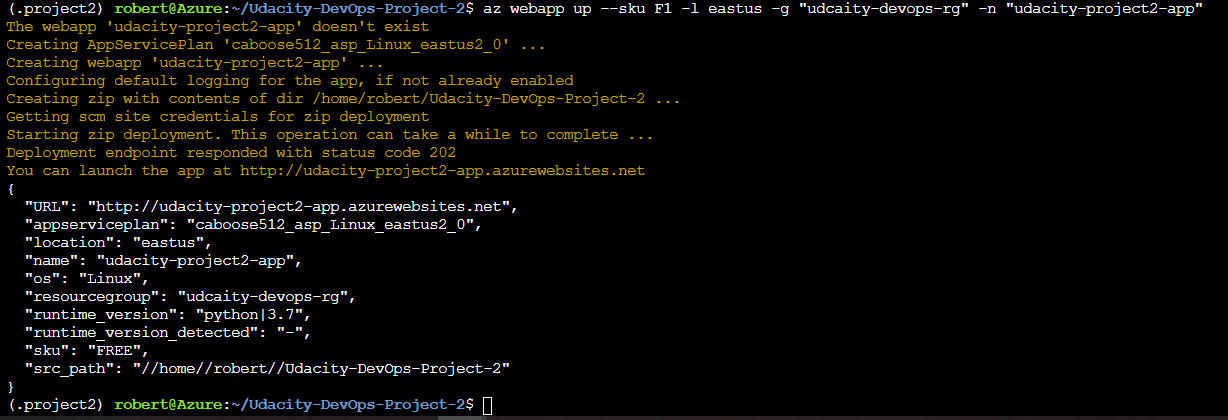 (.project2) robert@Azure:~/Udacity-DevOps-Project-2$ az webapp up --sku F1 -l eastus -g "udcaity-devops-rg" -n "udacity-project2-app"
The webapp 'udacity-project2-app' doesn't exist
Creating AppServicePlan 'caboose512_asp_Linux_eastus2_0' ...
Creating webapp 'udacity-project2-app' ...
Configuring default logging for the app, if not already enabled
Creating zip with contents of dir /home/robert/Udacity-DevOps-Project-2 ...
Getting scm site credentials for zip deployment
Starting zip deployment. This operation can take a while to complete ...
Deployment endpoint responded with status code 202
You can launch the app at http://udacity-project2-app.azurewebsites.net
{
  "URL": "http://udacity-project2-app.azurewebsites.net",
  "appserviceplan": "caboose512_asp_Linux_eastus2_0",
  "location": "eastus",
  "name": "udacity-project2-app",
  "os": "Linux",
  "resourcegroup": "udcaity-devops-rg",
  "runtime_version": "python|3.7",
  "runtime_version_detected": "-",
  "sku": "FREE",
  "src_path": "//home//robert//Udacity-DevOps-Project-2"
}
(.project2) robert@Azure:~/Udacity-DevOps-Project-2$